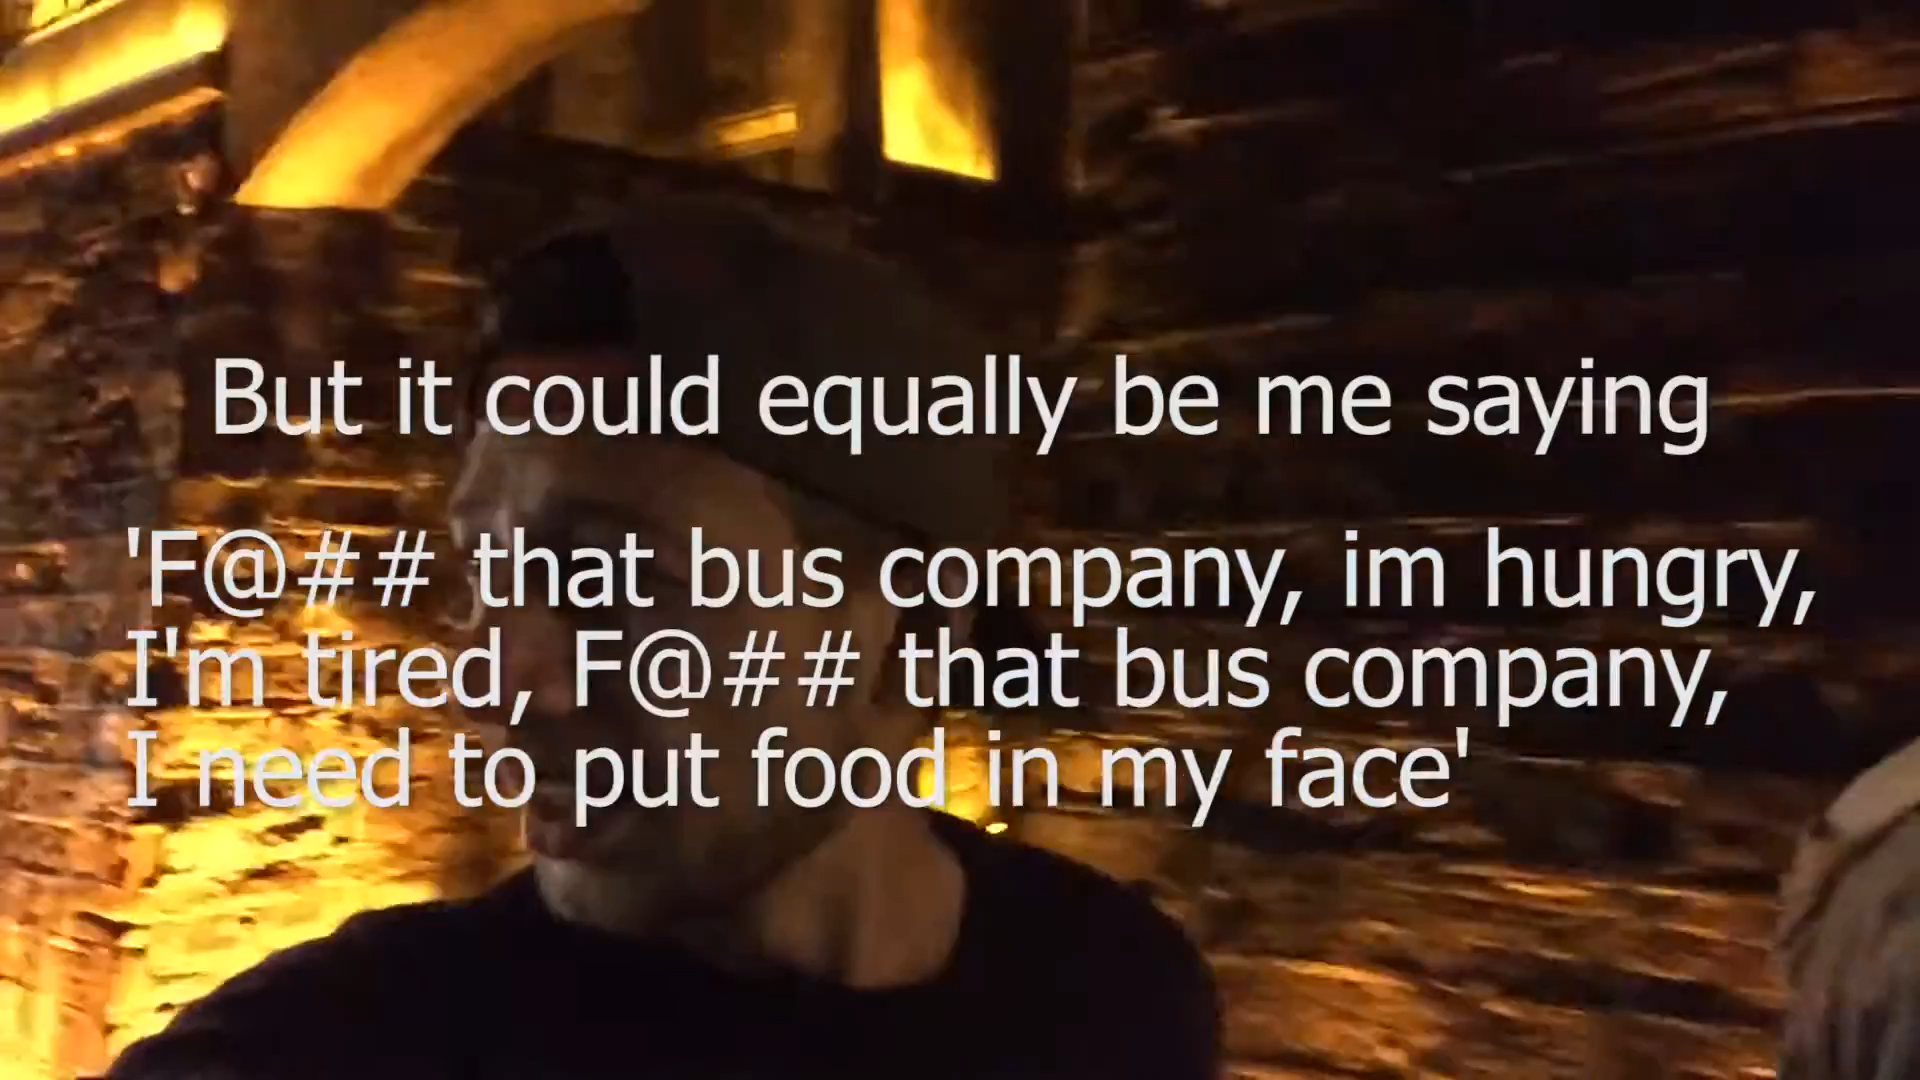 But it could equally be me saying
'F@## that bus company, im hungry,
I'm tired, F@## that bus company,
I need to put food in my face'